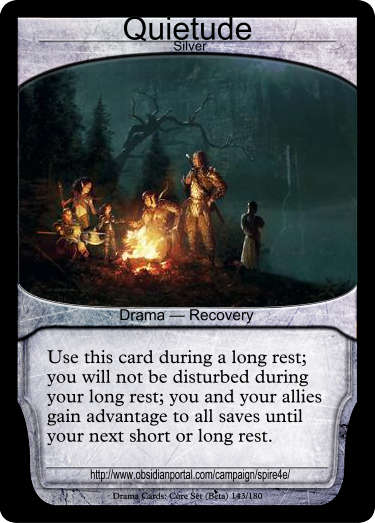 Quietude
Silver
Drama — Recovery
Use this card during a long rest;
you will not be disturbed during
your long rest; you and your allies
gain advantage to all saves until
your next short or long rest.
http://www.obsidianportal.com/campaign/spire4e/
Drama Cards: Core Set (Beta) 143/180